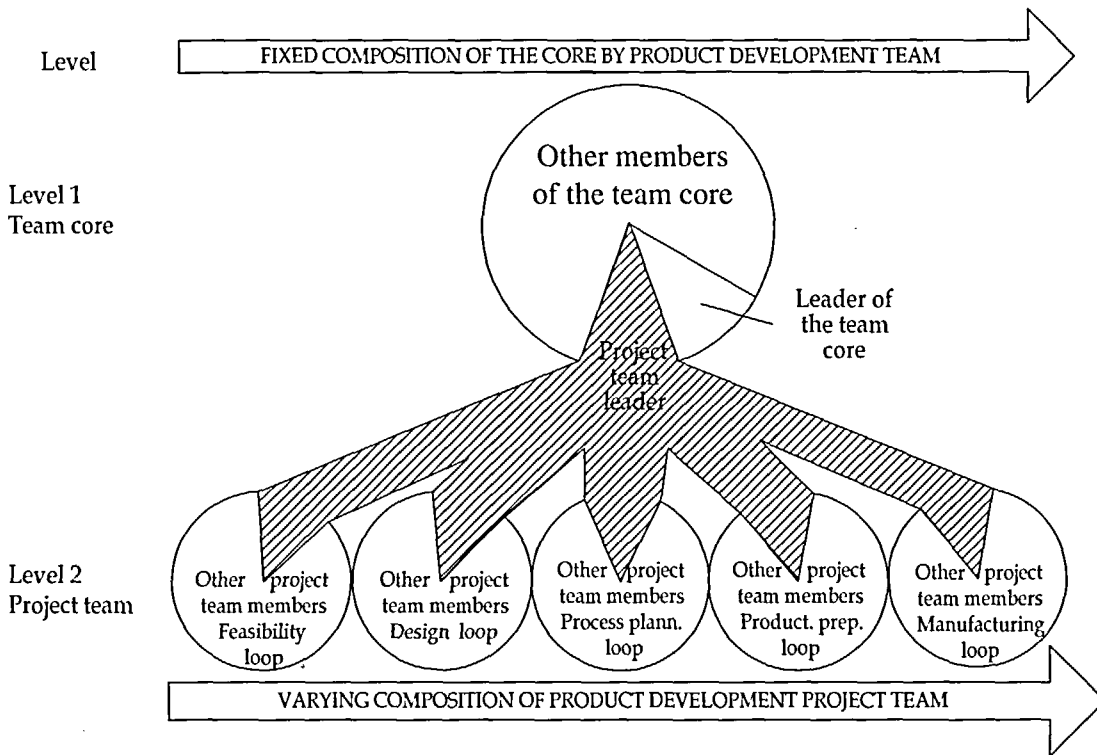 Level
FIXED COMPOSITION OF THE CORE BY PRODUCT DEVELOPMENT TEAM
Level 1
Team core
Other members
of the team core
Leader of
the team
core
Project
team
leader
Level 2
Project team
Other project
team members
Feasibility
loop
Other project
team members
Design loop
Other project
team members
Process plann.
loop
Other project
team members
Product. prep.
loop
Other project
team members
Manufacturing
loop
VARYING COMPOSITION OF PRODUCT DEVELOPMENT PROJECT TEAM